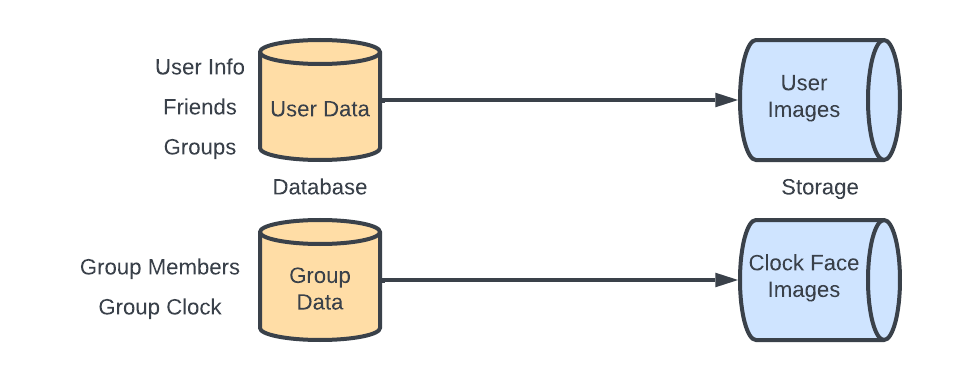 User Info
Friends
Groups
User Data
User
Images
Database
Storage
Group Members
Group Clock
Group
Data
Clock Face
Images